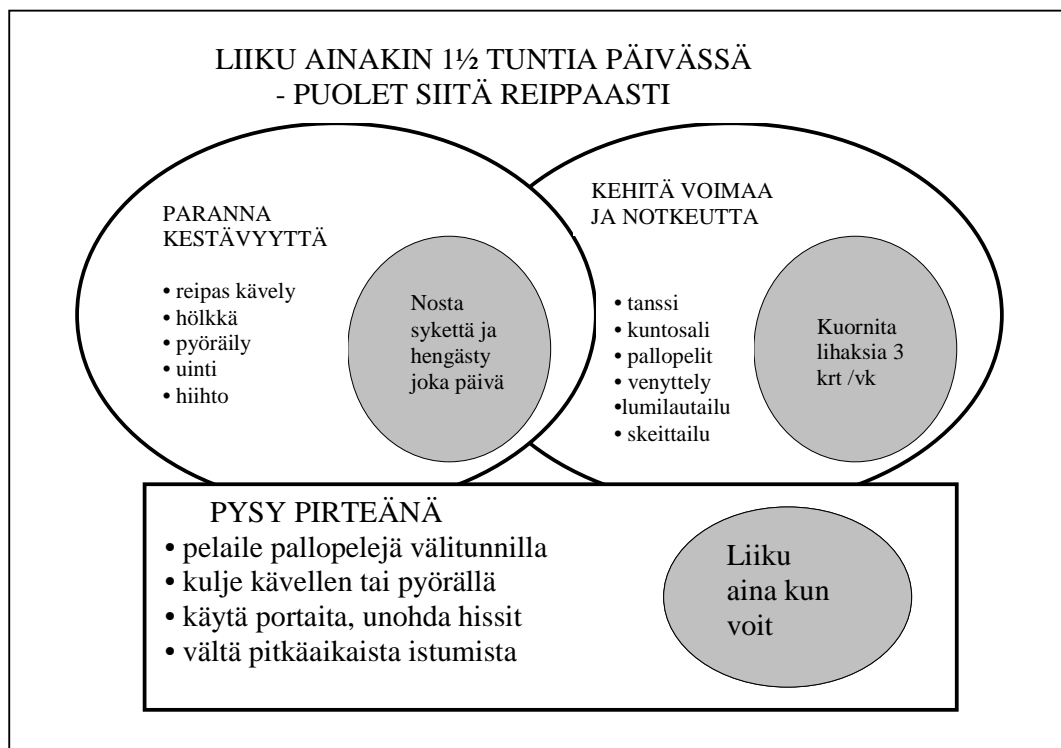 LIIKU AINAKIN 1½ TUNTIA PÄIVÄSSÄ
- PUOLET SIITÄ REIPPAASTI
PARANNA
KESTÄVYYTTÄ
• reipas kävely
• hölkkä
• pyöräily
• uinti
• hiihto
Nosta
sykettä ja
hengästy
joka päivä
KEHITÄ VOIMAA
JA NOTKEUTTA
• tanssi
• kuntosali
• pallopelit
• venyttely
•lumilautailu
• skeittailu
Kuornita
lihaksia 3
krt /vk
PYSY PIRTEÄNÄ
• pelaile pallopelejä välitunnilla
• kulje kävellen tai pyörällä
• käytä portaita, unohda hissit
• vältä pitkäaikaista istumista
Liiku
aina kun
voit